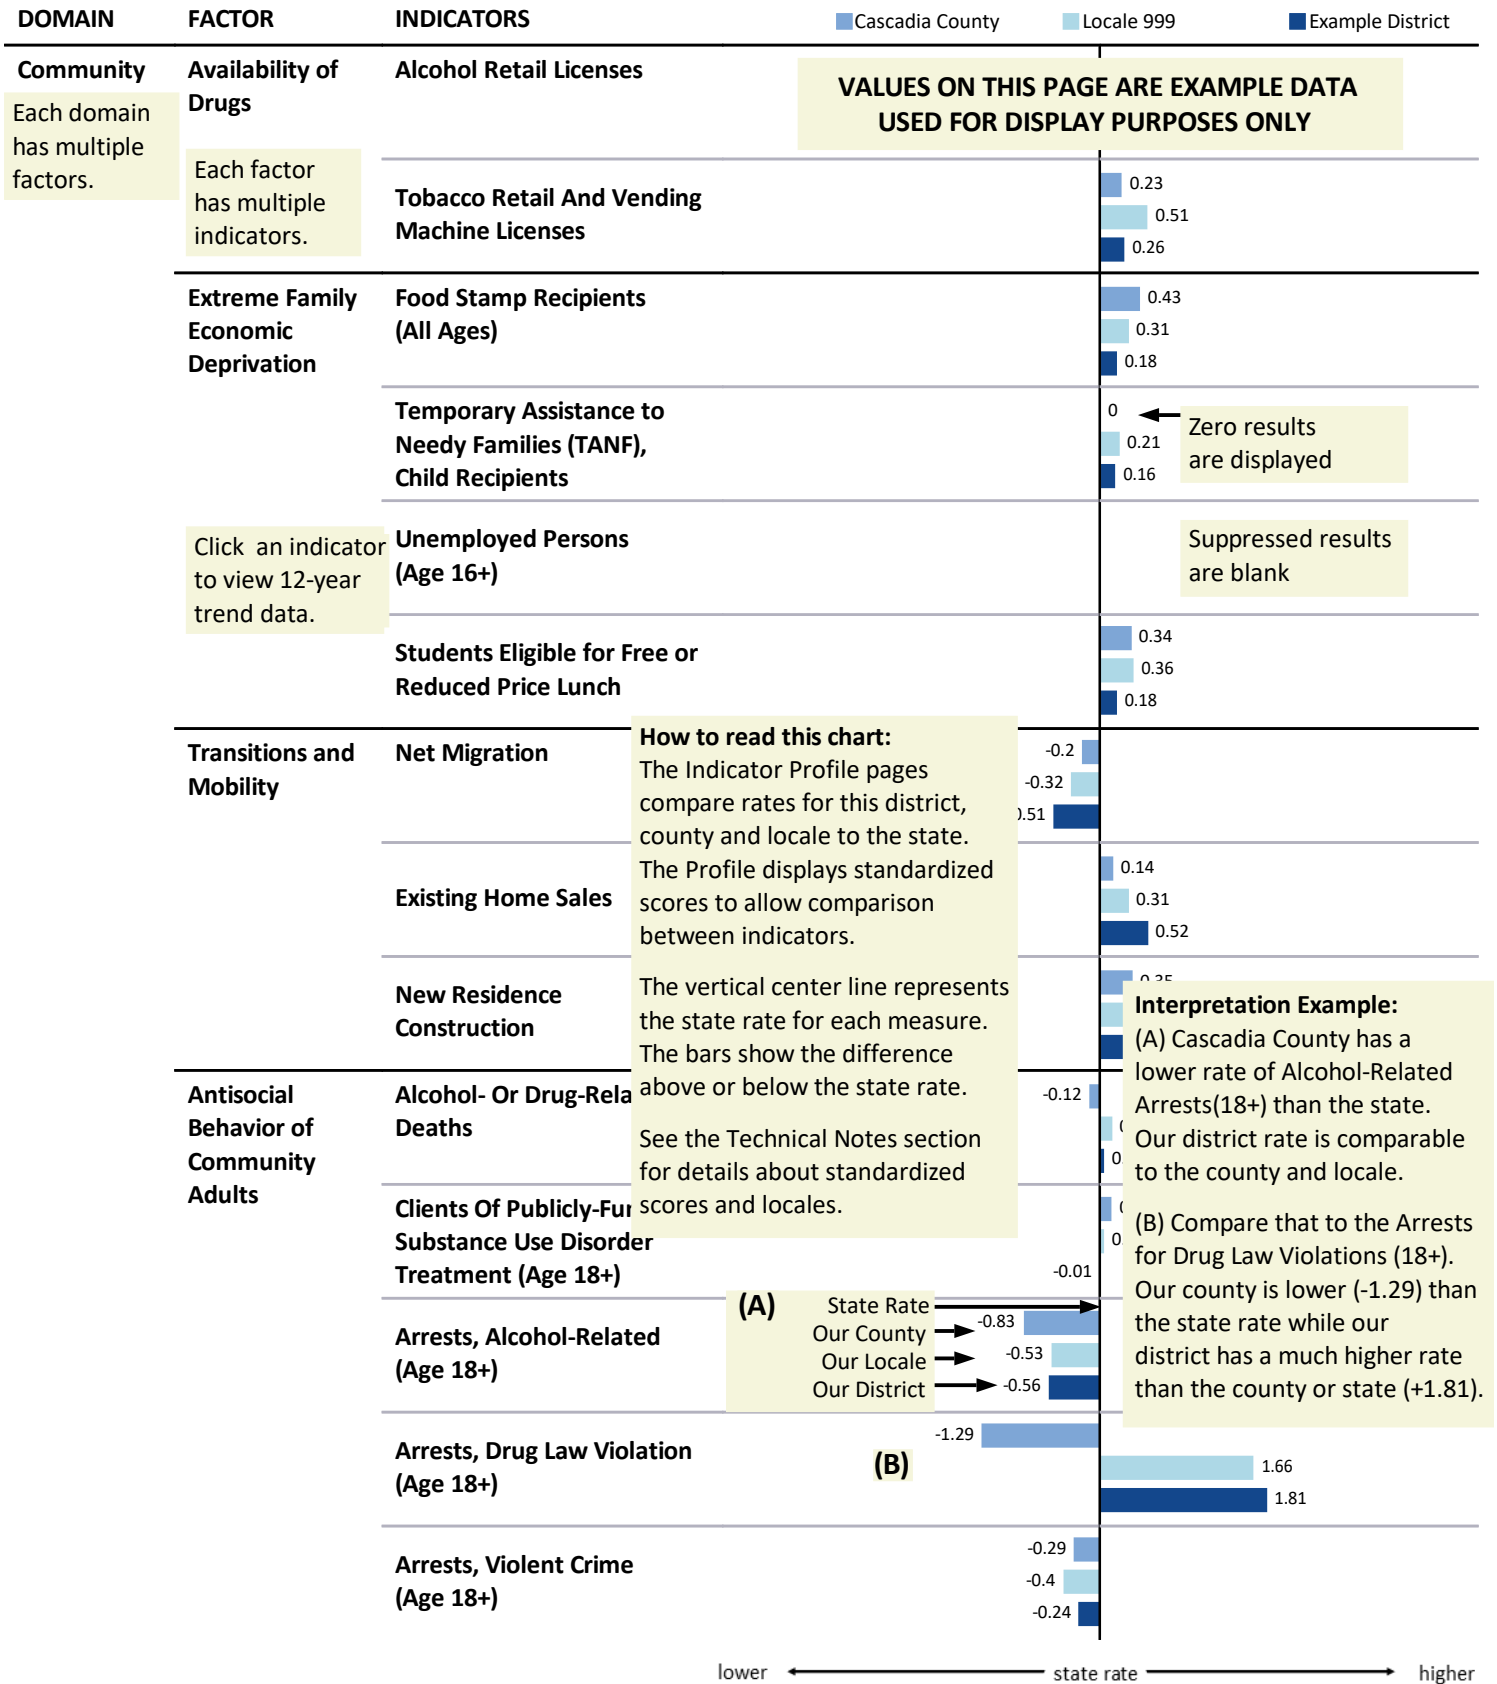 DOMAIN FACTOR INDICATORS Cascadia County Locale 999 Example District
Community
Each domain
has multiple
factors.
Availability of
Drugs
Each factor
has multiple
indicators.
Alcohol Retail Licenses
VALUES ON THIS PAGE ARE EXAMPLE DATA
USED FOR DISPLAY PURPOSES ONLY
Tobacco Retail And Vending
Machine Licenses
0.23
0.51
0.26
Extreme Family
Economic
Deprivation
Food Stamp Recipients
(All Ages)
0.43
0.31
0.18
Temporary Assistance to
Needy Families (TANF),
Child Recipients
0
0.21
0.16
Zero results
are displayed
Click an indicator
to view 12-year
trend data.
Unemployed Persons
(Age 16+)
Suppressed results
are blank
Students Eligible for Free or
Reduced Price Lunch
0.34
0.36
0.18
Transitions and
Mobility
Net Migration
-0.2
-0.32
.51
How to read this chart:
The Indicator Profile pages
compare rates for this district,
county and locale to the state.
The Profile displays standardized
scores to allow comparison
between indicators.
The vertical center line represents
the state rate for each measure.
The bars show the difference
above or below the state rate.
See the Technical Notes section
for details about standardized
scores and locales.
Existing Home Sales
0.14
0.31
0.52
New Residence
Construction
Interpretation Example:
(A) Cascadia County has a
lower rate of Alcohol-Related
Arrests(18+) than the state.
Our district rate is comparable
to the county and locale.
(B) Compare that to the Arrests
for Drug Law Violations (18+).
Our county is lower (-1.29) than
the state rate while our
district has a much higher rate
than the county or state (+1.81).
Antisocial
Behavior of
Community
Adults
Alcohol- Or Drug-Rela
Deaths
-0.12
0.
Clients Of Publicly-Fu
Substance Use Disorder
Treatment (Age 18+)
0.
-0.01
Arrests, Alcohol-Related
(Age 18+)
(A) State Rate
Our County -0.83
Our Locale -0.53
Our District -0.56
Arrests, Drug Law Violation
(Age 18+)
-1.29
(B)
1.66
1.81
Arrests, Violent Crime
(Age 18+)
-0.29
-0.4
-0.24
lower state rate higher